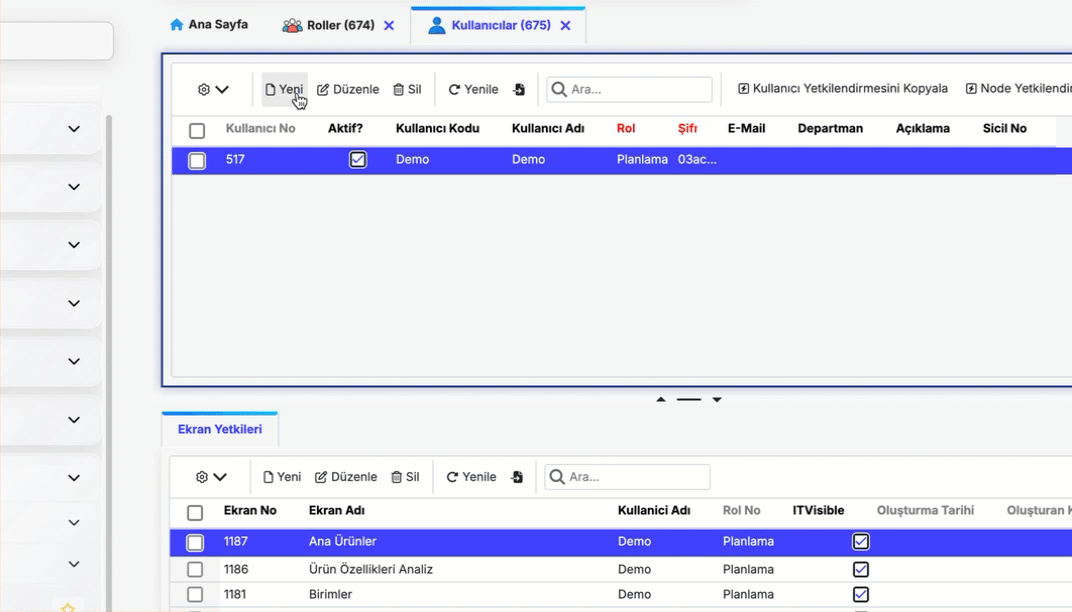 Ana Sayfa Roller (674) Kullanıcılar (675)
Yeni Düzenle Sil Yenile Ara... Kullanıcı Yetkilendirmesini Kopyala Node Yetkilendir
Kullanıcı No Aktif? Kullanıcı Kodu Kullanıcı Adı Rol Şifr E-Mail Departman Açıklama Sicil No
517 Demo Demo Planlama 03ac...
Ekran Yetkileri
Yeni Düzenle Sil Yenile Ara...
Ekran No Ekran Adı Kullanici Adı Rol No ITVisible Oluşturma Tarihi Oluşturan
1187 Ana Ürünler Demo Planlama
1186 Ürün Özellikleri Analiz Demo Planlama
1181 Birimler Demo Planlama